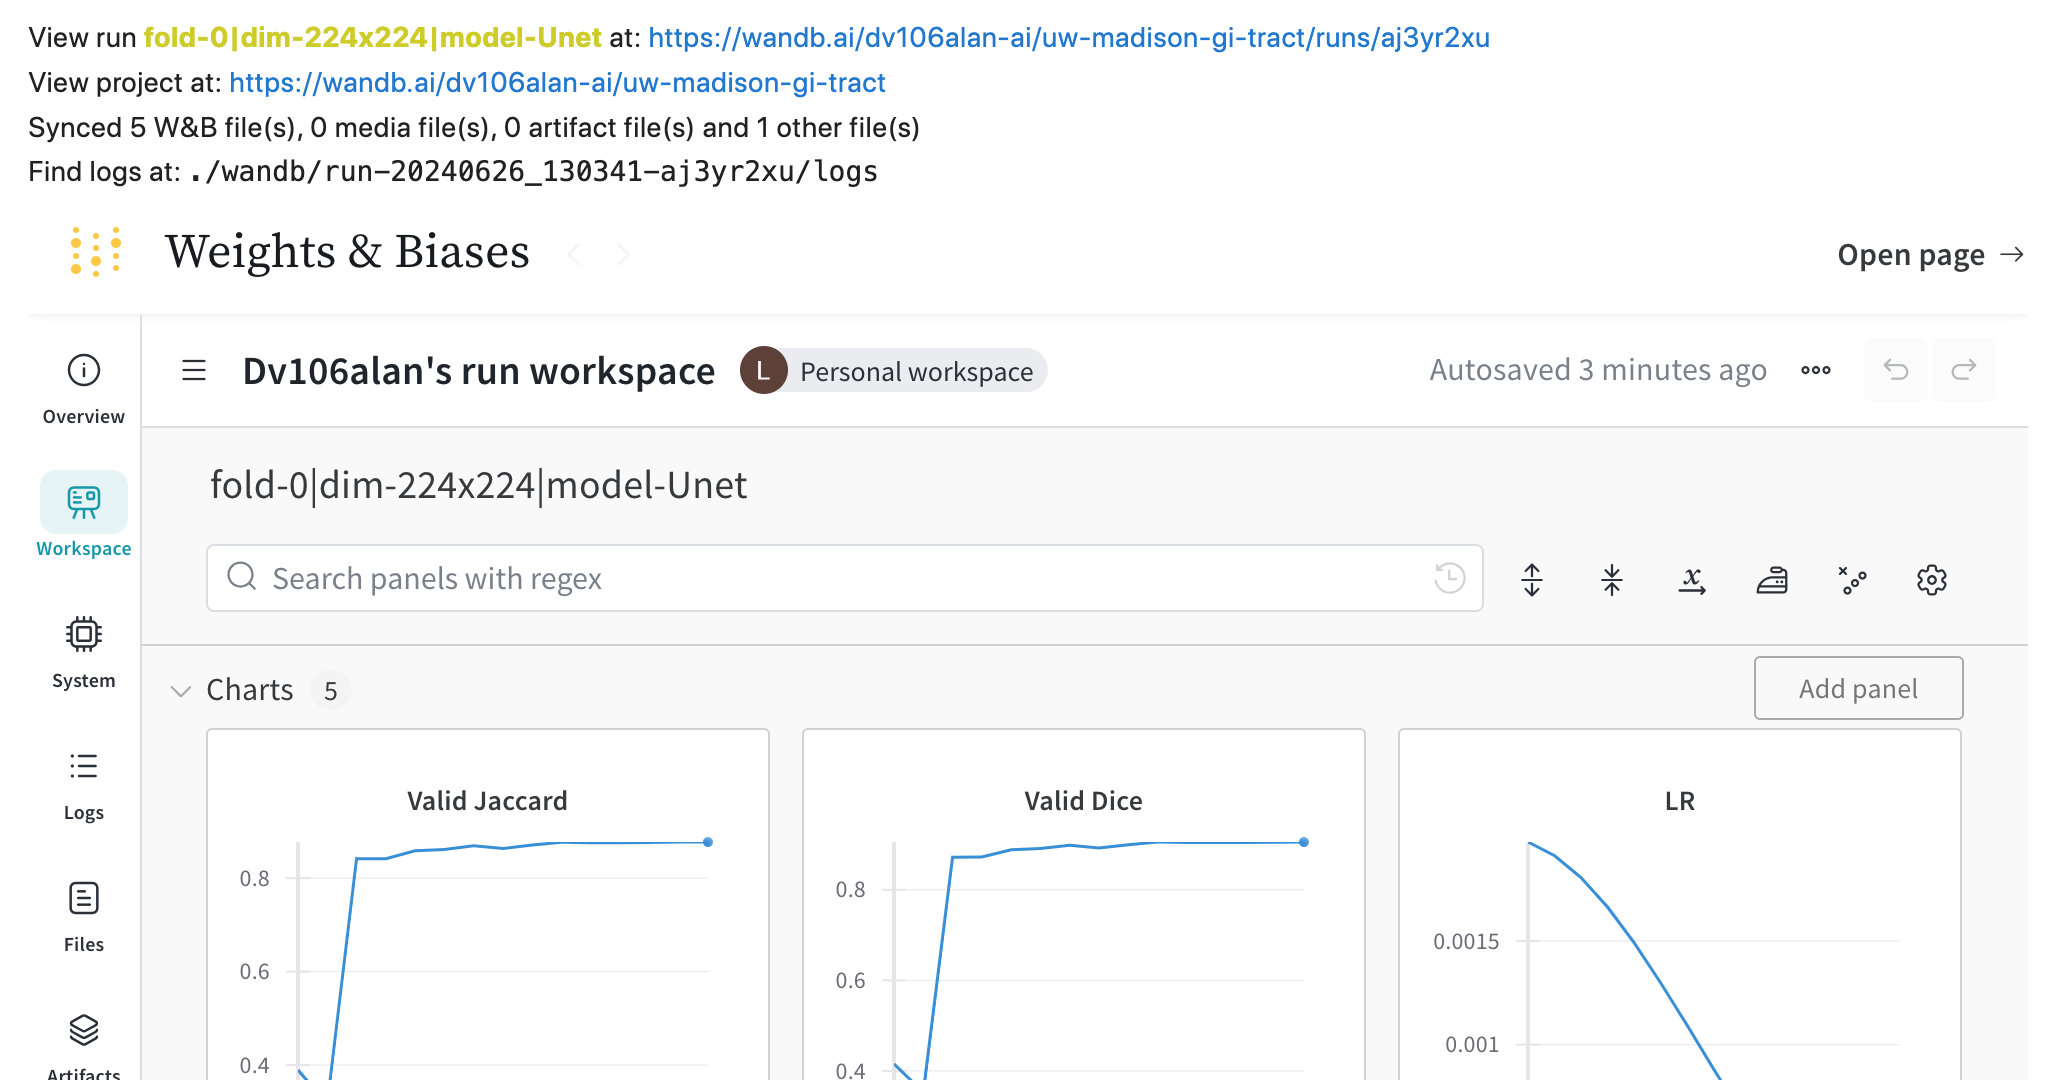 View run fold-0|dim-224x224|model-Unet at: https://wandb.ai/dv106alan-ai/uw-madison-gi-tract/runs/aj3yr2xu
View project at: https://wandb.ai/dv106alan-ai/uw-madison-gi-tract
Synced 5 W&B file(s), 0 media file(s), 0 artifact file(s) and 1 other file(s)
Find logs at: ./wandb/run-20240626_130341-aj3yr2xu/logs
Weights & Biases
Open page →
Overview
Dv106alan's run workspace
L
Personal workspace
Autosaved 3 minutes ago
fold-0|dim-224x224|model-Unet
Workspace
Search panels with regex
System
Charts 5
Add panel
Logs
Files
Artifacts
Valid Jaccard
0.8
0.6
0.4
Valid Dice
0.8
0.6
0.4
LR
0.0015
0.001